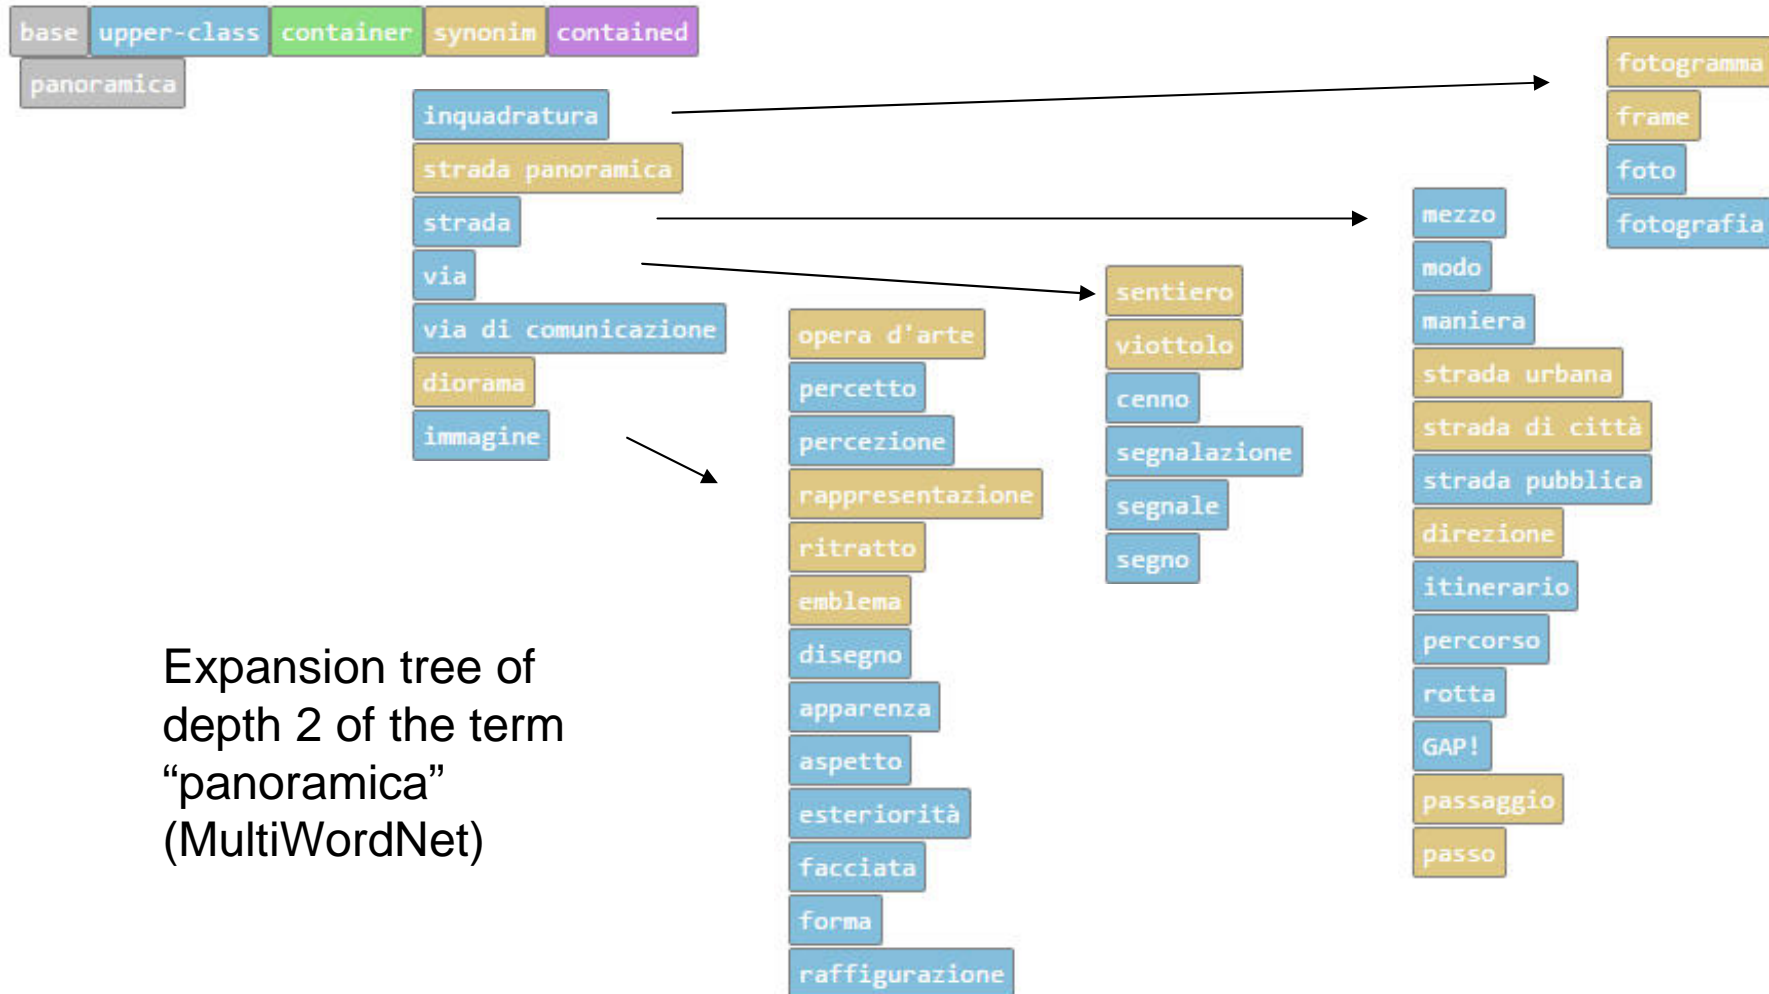 base upper-class container synonim contained
panoramica
inquadratura
strada panoramica
strada
via
via di comunicazione
diorama
immagine
opera d'arte
percetto
percezione
rappresentazione
ritratto
emblema
disegno
apparenza
aspetto
esteriorità
facciata
forma
raffigurazione
sentiero
viottolo
cenno
segnalazione
segnale
segno
mezzo
modo
maniera
strada urbana
strada di città
strada pubblica
direzione
itinerario
percorso
rotta
GAP!
passaggio
passo
fotogramma
frame
foto
fotografia
Expansion tree of
depth 2 of the term
“panoramica”
(MultiWordNet)